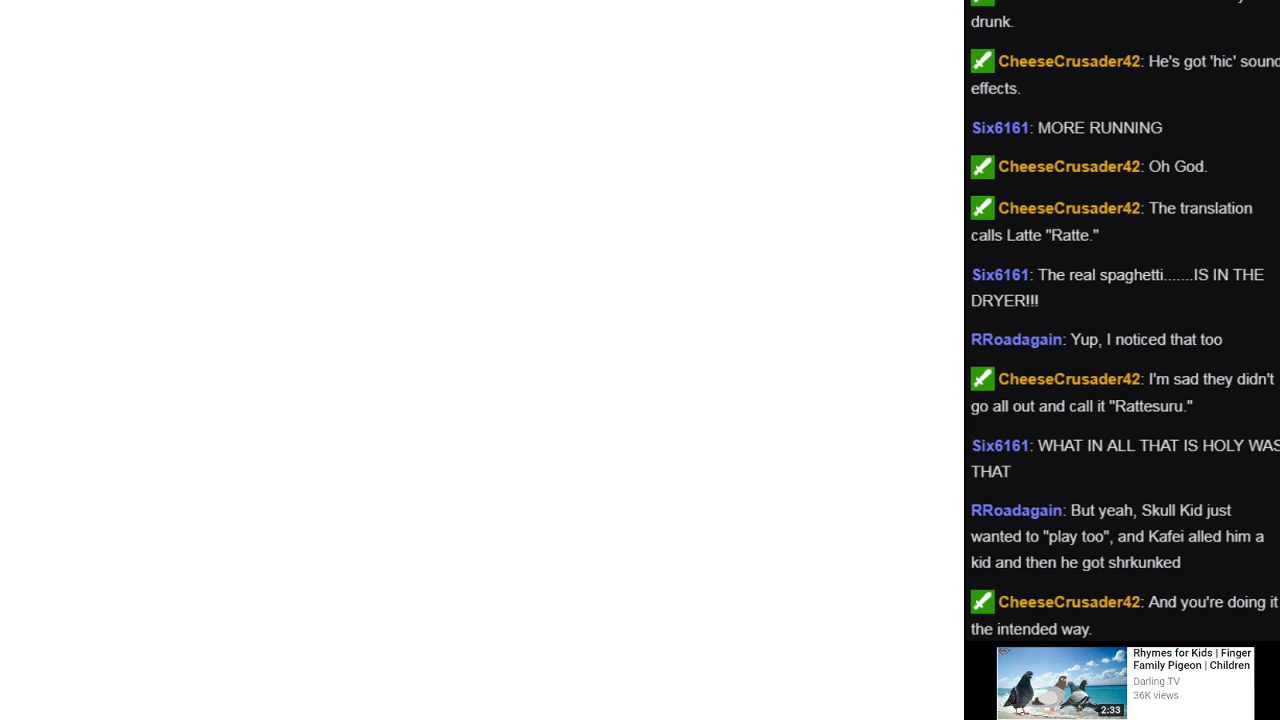 drunk.
CheeseCrusader42: He's got 'hic' sound
effects.
Six6161: MORE RUNNING
CheeseCrusader42: Oh God.
CheeseCrusader42: The translation
calls Latte "Ratte."
Six6161: The real spaghetti.......IS IN THE
DRYER!!!
RRoadagain: Yup, I noticed that too
CheeseCrusader42: I'm sad they didn't
go all out and call it "Rattesuru."
Six6161: WHAT IN ALL THAT IS HOLY WAS
THAT
RRoadagain: But yeah, Skull Kid just
wanted to "play too", and Kafei alled him a
kid and then he got shrkunked
CheeseCrusader42: And you're doing it
the intended way.
Rhymes for Kids | Finger
Family Pigeon | Children
Darling TV
36K views
2:33